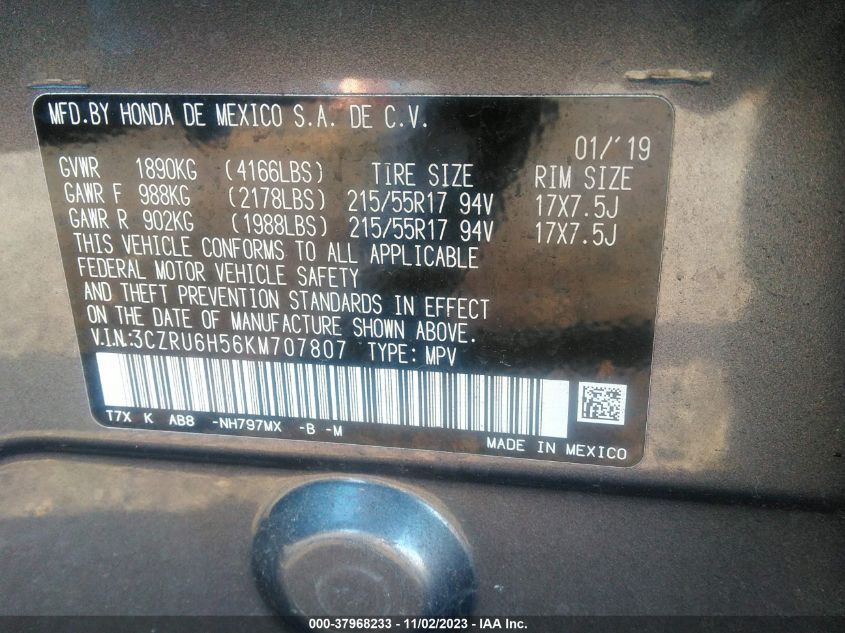 MFD.BY HONDA DE MEXICO S.A. DE C.V.
01/'19
GVWR 1890KG (4166LBS) TIRE SIZE RIM SIZE
GAWR F 988KG (2178LBS) 215/55R17 94V 17X7.5J
GAWR R 902KG (1988LBS) 215/55R17 94V 17X7.5J
THIS VEHICLE CONFORMS TO ALL APPLICABLE
FEDERAL MOTOR VEHICLE SAFETY
AND THEFT PREVENTION STANDARDS IN EFFECT
ON THE DATE OF MANUFACTURE SHOWN ABOVE.
V.I.N:3CZRU6H56KM707807 TYPE: MPV
T7X K AB8 -NH797MX -B -M
MADE IN MEXICO
000-37968233 - 11/02/2023 - IAA Inc.